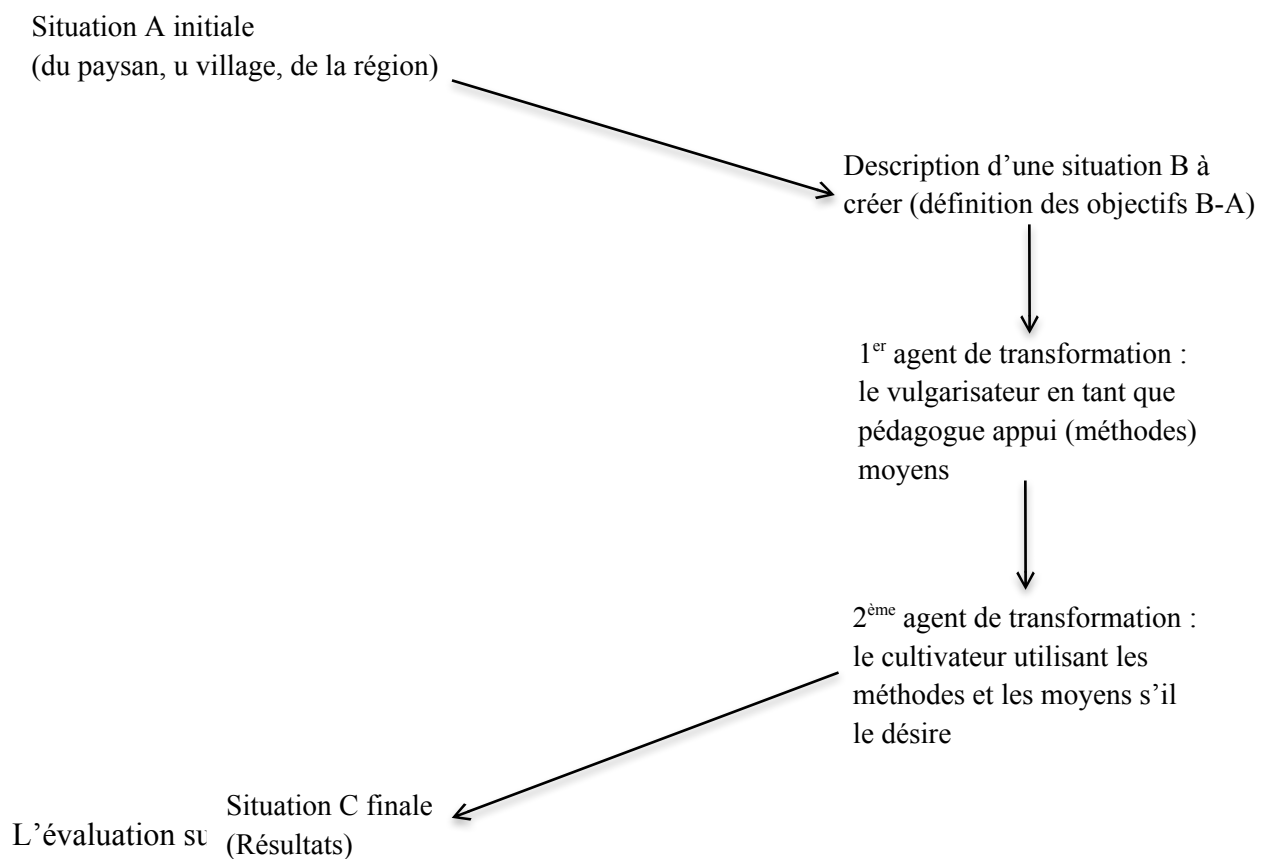 Situation A initiale
(du paysan, u village, de la région)
Description d’une situation B à
créer (définition des objectifs B-A)
1er agent de transformation :
le vulgarisateur en tant que
pédagogue appui (méthodes)
moyens
2ème agent de transformation :
le cultivateur utilisant les
méthodes et les moyens s’il
le désire
Situation C finale
(Résultats)
L’évaluation su